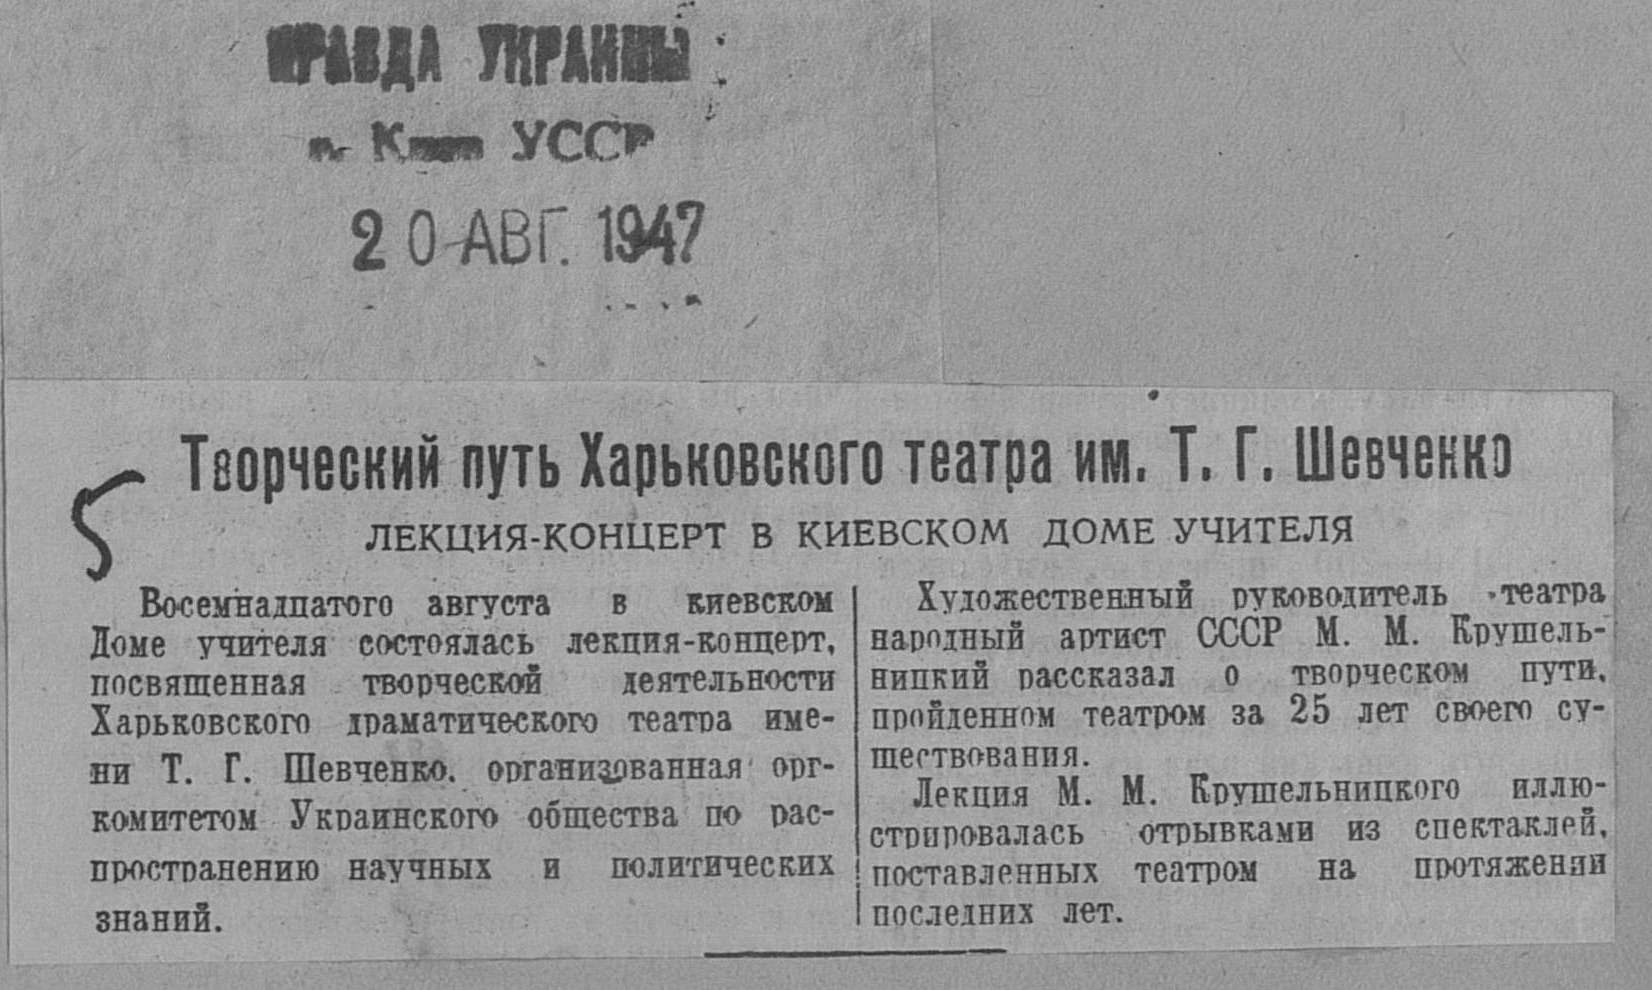 ПРАВДА УКРАИНЫ
г. Киев УССР
20 АВГ. 1947
Творческий путь Харьковского театра им. Т. Г. Шевченко
ЛЕКЦИЯ-КОНЦЕРТ В КИЕВСКОМ ДОМЕ УЧИТЕЛЯ
Восемнадцатого августа в киевском
Доме учителя состоялась лекция-концерт,
посвященная творческой деятельности
Харьковского драматического театра име-
ни Т. Г. Шевченко, организованная орг-
комитетом Украинского общества по рас-
пространению научных и политических
знаний.
Художественный руководитель театра
народный артист СССР М. М. Крушель-
ницкий рассказал о творческом пути,
пройденном театром за 25 лет своего су-
ществования.
Лекция М. М. Крушельницкого иллю-
стрировалась отрывками из спектаклей,
поставленных театром на протяжении
последних лет.